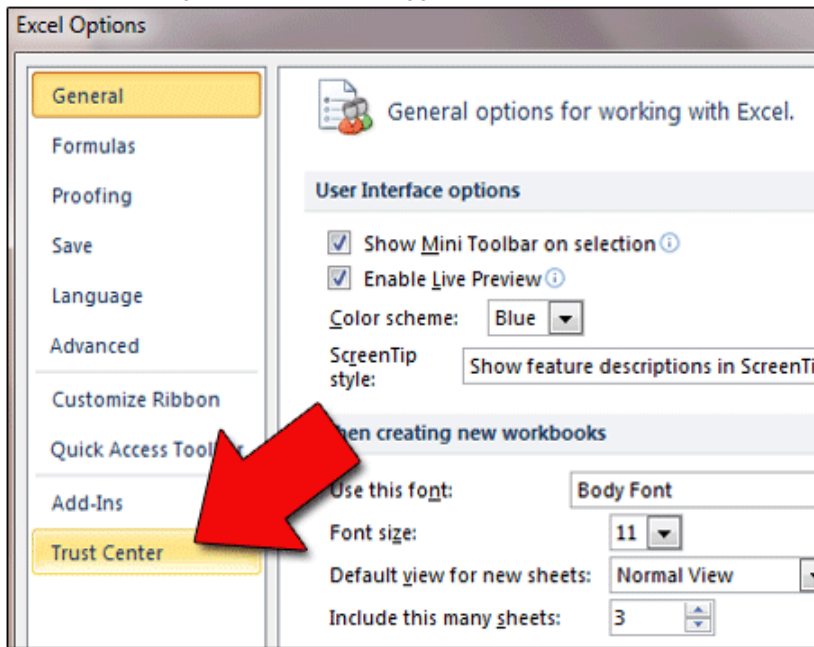 Excel Options
General
Formulas
Proofing
Save
Language
Advanced
Customize Ribbon
Quick Access
Add-Ins
Trust Center
General options for working with Excel.
User Interface options
Show Mini Toolbar on selection
Enable Live Preview
Color scheme: Blue
ScreenTip style: Show feature descriptions in
creating new workbooks
Use this font: Body Font
Font size: 11
Default view for new sheets: Normal View
Include this many sheets: 3